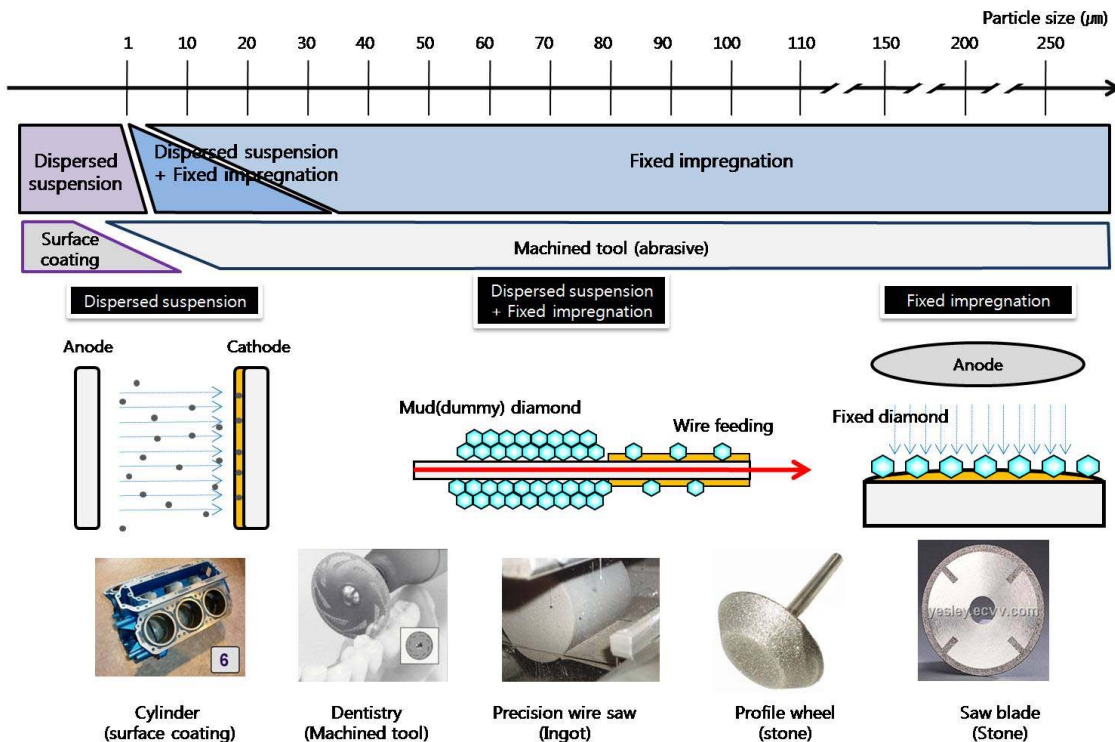 Particle size (㎛)
1 10 20 30 40 50 60 70 80 90 100 110 150 200 250
Dispersed
suspension
Dispersed suspension
+ Fixed impregnation
Fixed impregnation
Surface
coating
Machined tool (abrasive)
Dispersed suspension
Dispersed suspension
+ Fixed impregnation
Fixed impregnation
Anode
Cathode
Mud(dummy) diamond
Wire feeding
Anode
Fixed diamond
6
yesley.ecvv.com
Cylinder
(surface coating)
Dentistry
(Machined tool)
Precision wire saw
(Ingot)
Profile wheel
(stone)
Saw blade
(Stone)